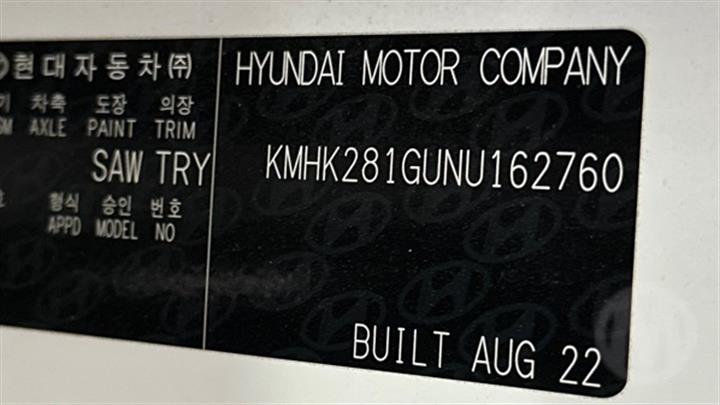 현대자동차(주)
HYUNDAI MOTOR COMPANY
차축 도장 의장
AXLE PAINT TRIM
SAW TRY
KMHK281GUNU162760
형식 승인 번호
APPD MODEL NO
BUILT AUG 22